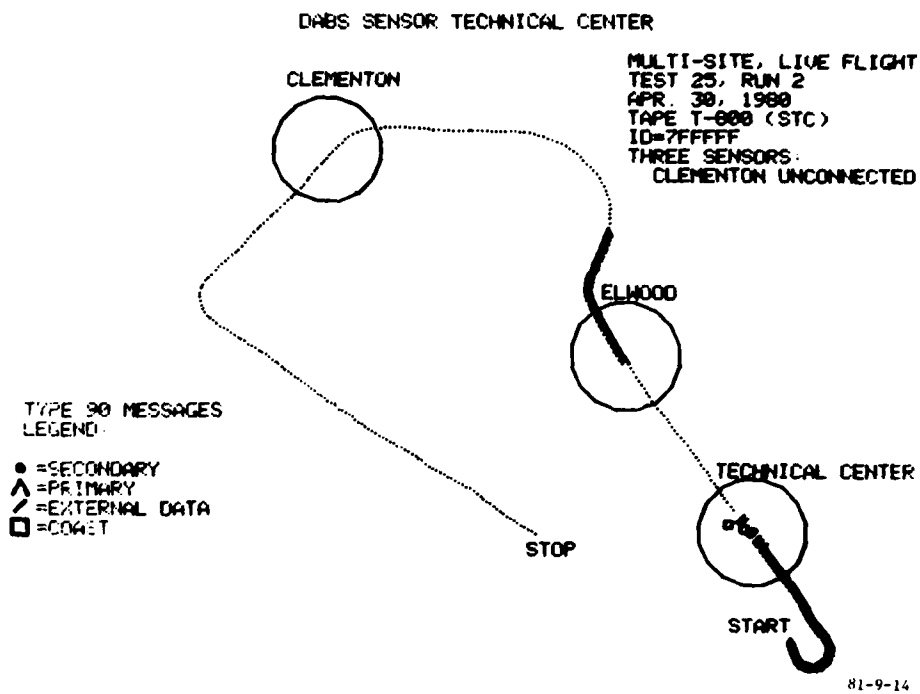 DABS SENSOR TECHNICAL CENTER
MULTI-SITE, LIVE FLIGHT
TEST 25, RUN 2
APR. 30, 1980
TAPE T-800 (STC)
ID=7FFFFF
THREE SENSORS.
CLEMENTON UNCONNECTED
CLEMENTON
ELWOOD
TYPE 90 MESSAGES
LEGEND.
=SECONDARY
=PRIMARY
=EXTERNAL DATA
=COAST
TECHNICAL CENTER
STOP
START
81-9-14